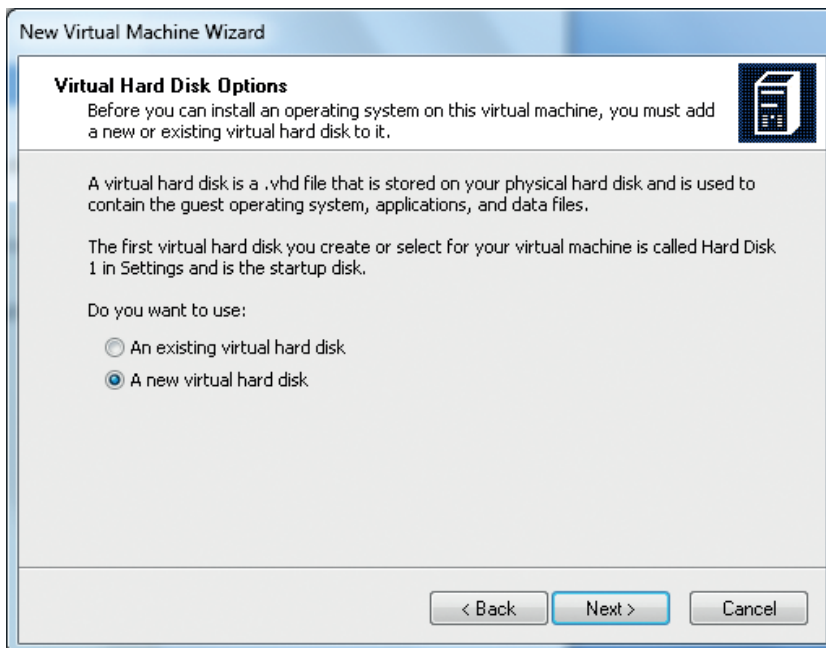 New Virtual Machine Wizard
Virtual Hard Disk Options
Before you can install an operating system on this virtual machine, you must add
a new or existing virtual hard disk to it.
A virtual hard disk is a .vhd file that is stored on your physical hard disk and is used to
contain the guest operating system, applications, and data files.
The first virtual hard disk you create or select for your virtual machine is called Hard Disk
1 in Settings and is the startup disk.
Do you want to use:
An existing virtual hard disk
A new virtual hard disk
< Back Next > Cancel